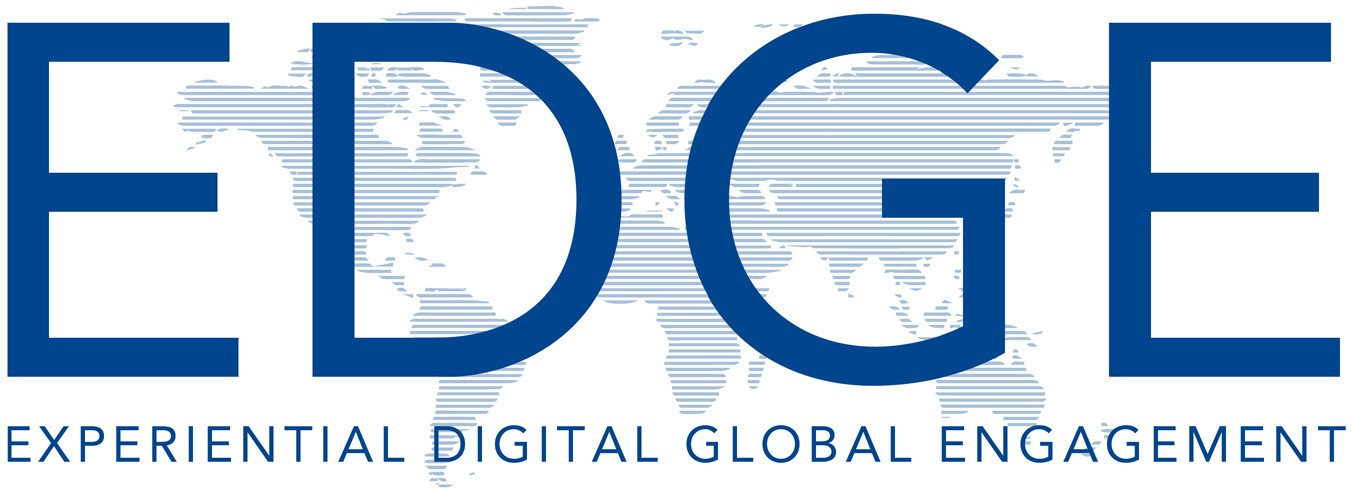 EDGE
EXPERIENTIAL DIGITAL GLOBAL ENGAGEMENT